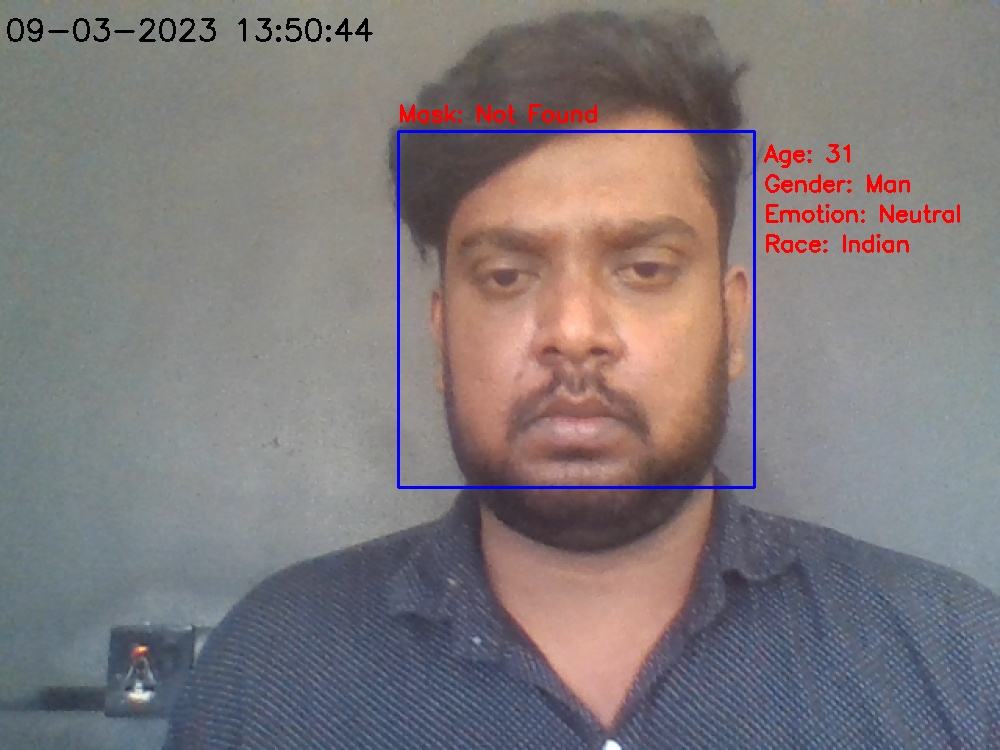 09-03-2023 13:50:44
Mask: Not Found
Age: 31
Gender: Man
Emotion: Neutral
Race: Indian